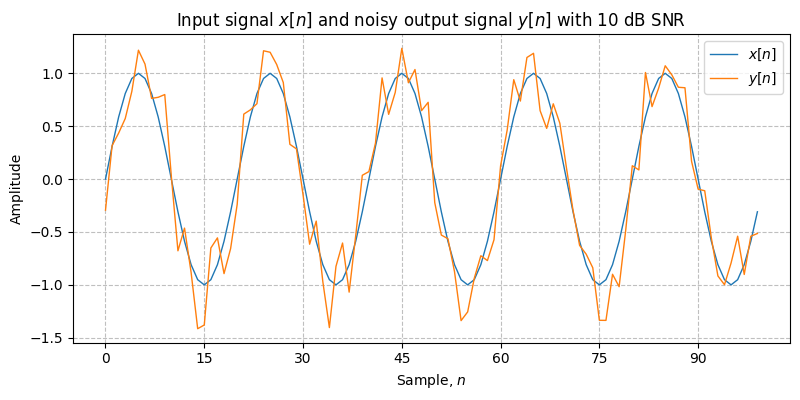 Input signal x[n] and noisy output signal y[n] with 10 dB SNR
x[n]
y[n]
1.0
0.5
0.0
−0.5
−1.0
−1.5
Amplitude
0 15 30 45 60 75 90
Sample, n